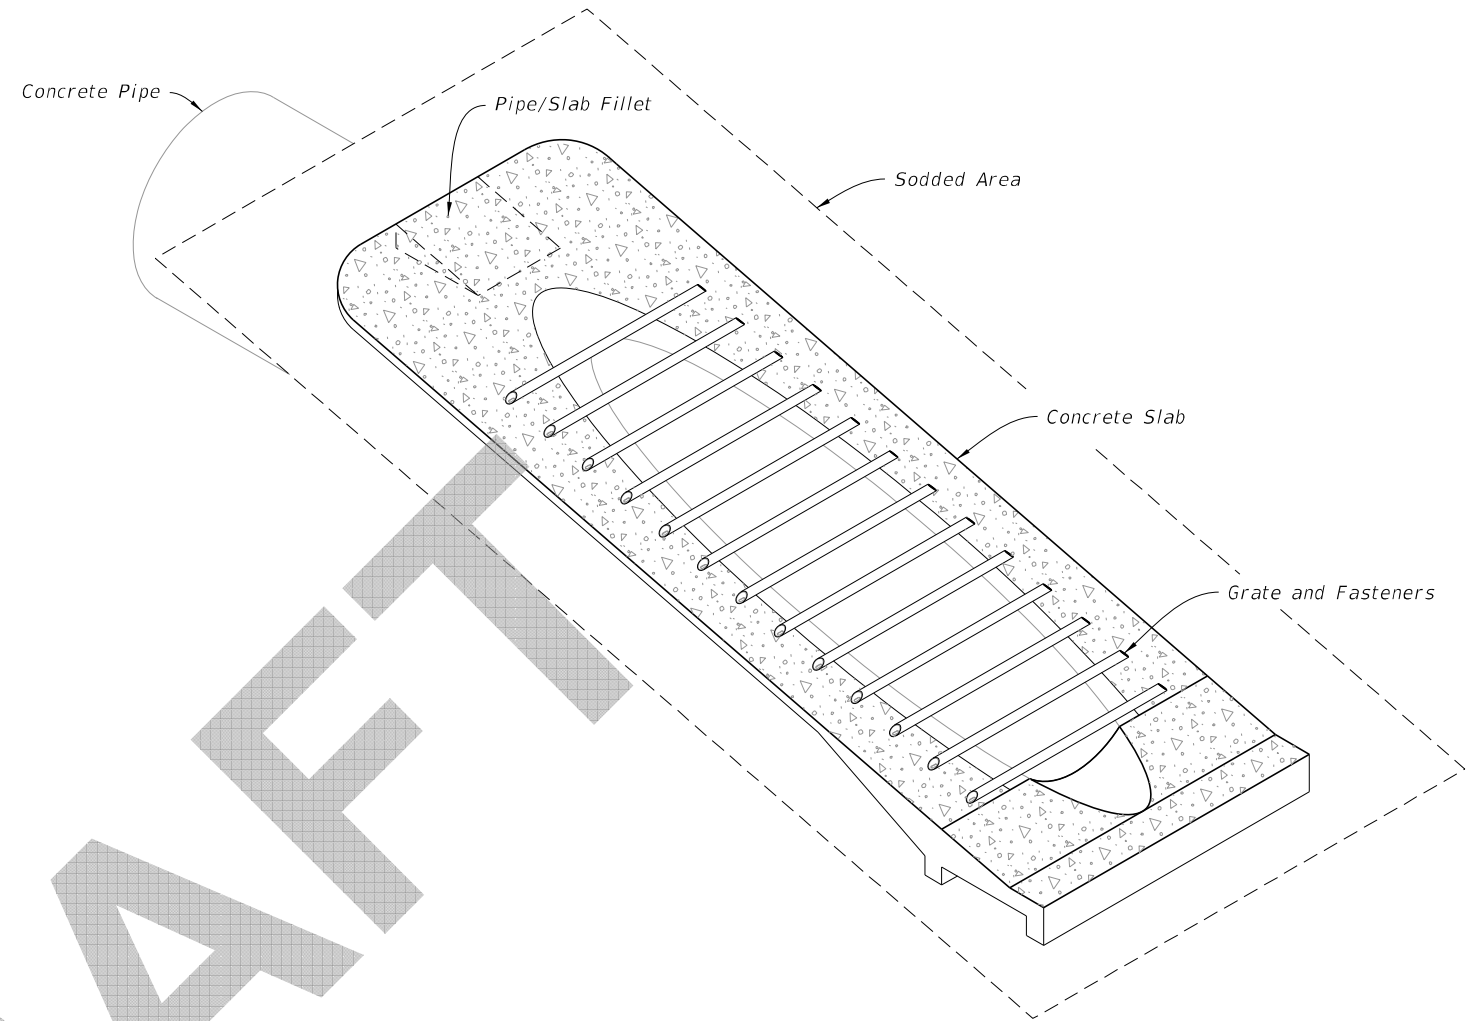 Concrete Pipe
Pipe/Slab Fillet
Sodded Area
Concrete Slab
Grate and Fasteners
AFT